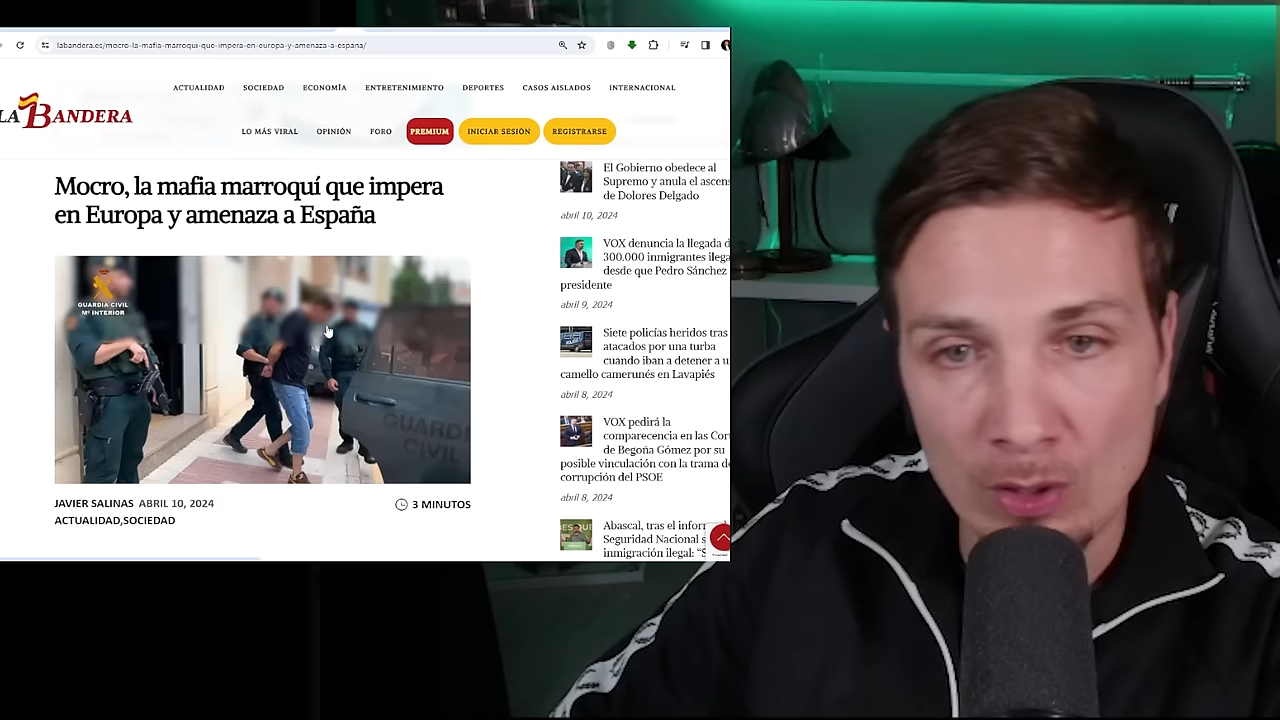 labandera.es/mocro-la-mafia-marroqui-que-impera-en-europa-y-amenaza-a-espana/
LA BANDERA
ACTUALIDAD SOCIEDAD ECONOMÍA ENTRETENIMIENTO DEPORTES CASOS AISLADOS INTERNACIONAL
LO MÁS VIRAL OPINIÓN FORO PREMIUM INICIAR SESIÓN REGISTRARSE
Mocro, la mafia marroquí que impera
en Europa y amenaza a España
GUARDIA CIVIL
Mº INTERIOR
GUARDIA
CIVIL
JAVIER SALINAS ABRIL 10, 2024
3 MINUTOS
ACTUALIDAD,SOCIEDAD
El Gobierno obedece al
Supremo y anula el ascens
de Dolores Delgado
abril 10, 2024
VOX denuncia la llegada d
300.000 inmigrantes ilega
desde que Pedro Sánchez
presidente
abril 9, 2024
Siete policías heridos tras
atacados por una turba
cuando iban a detener a u
camello camerunés en Lavapiés
abril 8, 2024
VOX pedirá la
comparecencia en las Cor
de Begoña Gómez por su
posible vinculación con la trama de
corrupción del PSOE
abril 8, 2024
Abascal, tras el inform
Seguridad Nacional s
inmigración ilegal: “S